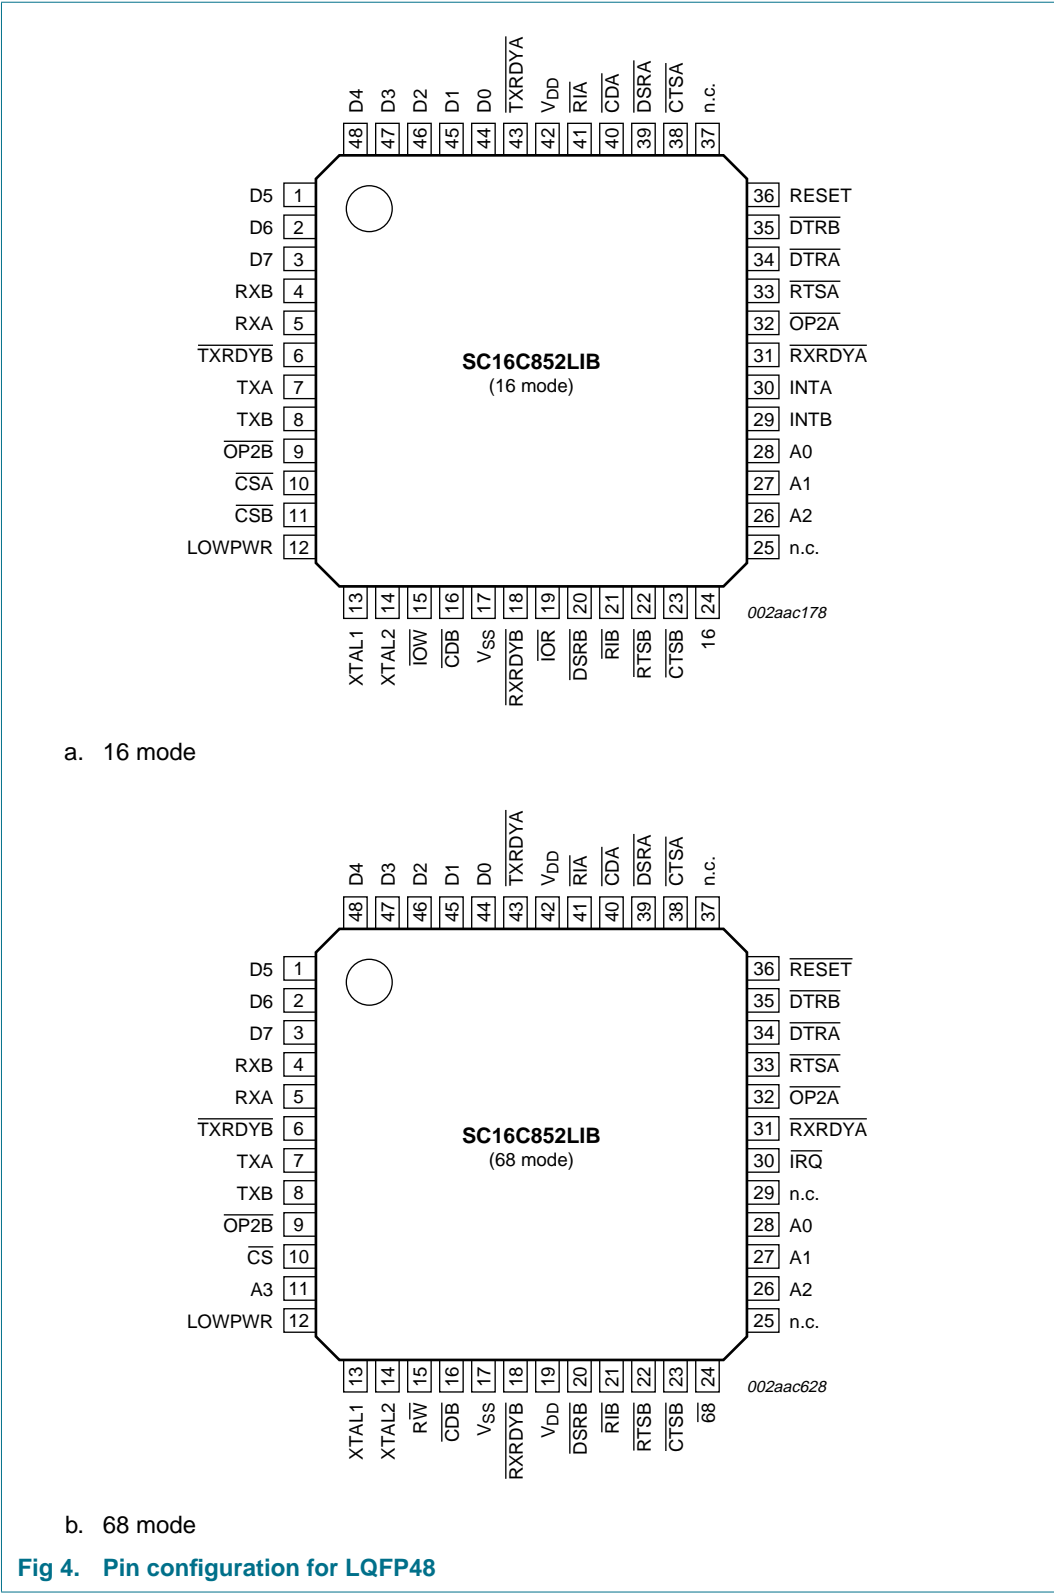 TXRDYA
D4 D3 D2 D1 D0 VDD RIA CDA DSRA CTSA n.c.
48 47 46 45 44 43 42 41 40 39 38 37
D5 1 36 RESET
D6 2 35 DTRB
D7 3 34 DTRA
RXB 4 33 RTSA
RXA 5 32 OP2A
TXRDYB 6 31 RXRDYA
SC16C852LIB
(16 mode)
TXA 7 30 INTA
TXB 8 29 INTB
OP2B 9 28 A0
CSA 10 27 A1
CSB 11 26 A2
LOWPWR 12 25 n.c.
13 14 15 16 17 18 19 20 21 22 23 24
002aac178
XTAL1 XTAL2 IOW CDB VSS RXRDYB IOR DSRB RIB RTSB CTSB 16
a. 16 mode
TXRDYA
D4 D3 D2 D1 D0 VDD RIA CDA DSRA CTSA n.c.
48 47 46 45 44 43 42 41 40 39 38 37
D5 1 36 RESET
D6 2 35 DTRB
D7 3 34 DTRA
RXB 4 33 RTSA
RXA 5 32 OP2A
TXRDYB 6 31 RXRDYA
SC16C852LIB
(68 mode)
TXA 7 30 IRQ
TXB 8 29 n.c.
OP2B 9 28 A0
CS 10 27 A1
A3 11 26 A2
LOWPWR 12 25 n.c.
13 14 15 16 17 18 19 20 21 22 23 24
002aac628
XTAL1 XTAL2 RW CDB VSS RXRDYB VDD DSRB RIB RTSB CTSB 68
b. 68 mode
Fig 4. Pin configuration for LQFP48